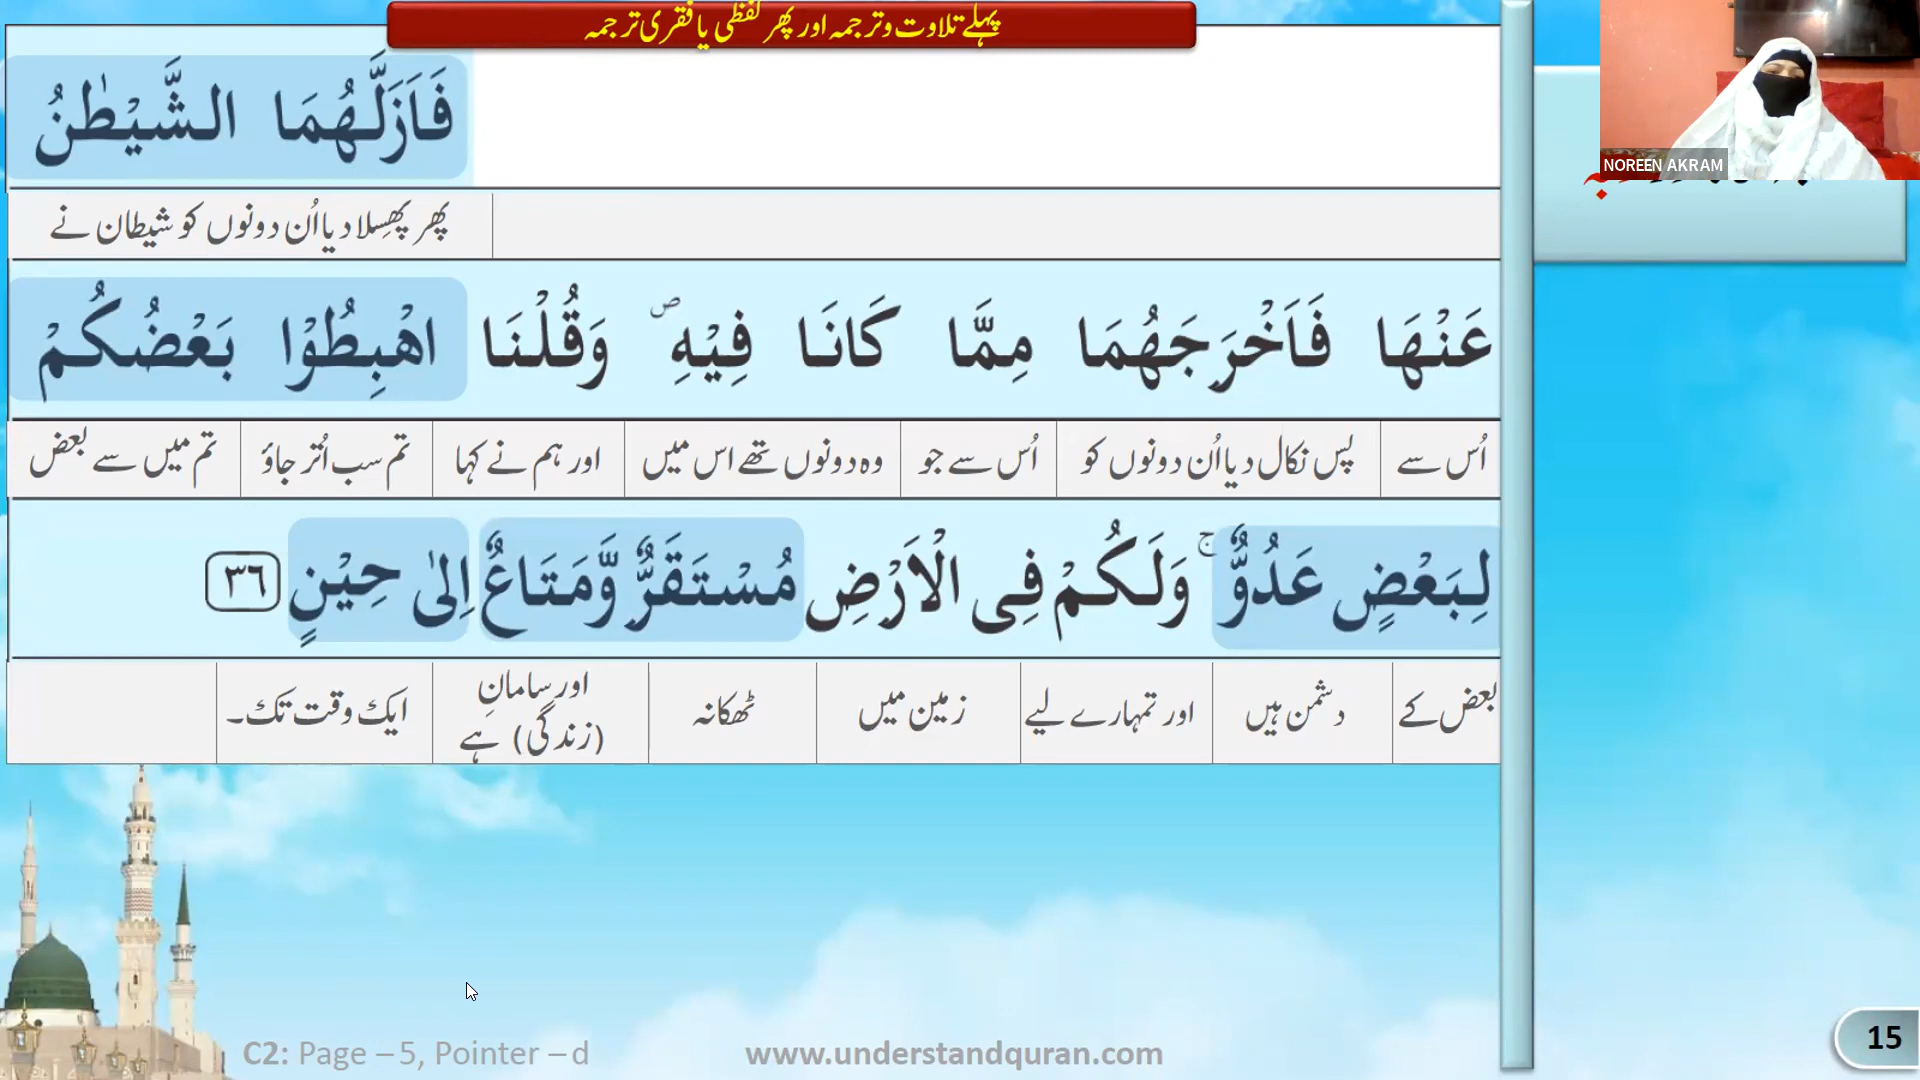 پہلے تلاوت و ترجمہ اور پھر لفظی یا فقری ترجمہ
فَاَزَلَّهُمَا الشَّيْطٰنُ
پھر پھِسلا دیا اُن دونوں کو شیطان نے
عَنْهَا فَاَخْرَجَهُمَا مِمَّا كَانَا فِيْهِ ۖ وَقُلْنَا اهْبِطُوْا بَعْضُكُمْ
اُس سے پس نکال دیا اُن دونوں کو اُس سے جو وہ دونوں تھے اس میں اور ہم نے کہا تم سب اُتر جاؤ تم میں سے بعض
لِبَعْضٍ عَدُوٌّ ۚ وَلَكُمْ فِى الْاَرْضِ مُسْتَقَرٌّ وَّمَتَاعٌ اِلٰى حِيْنٍ ٣٦
بعض کے دشمن ہیں اور تمہارے لیے زمین میں ٹھکانہ اور سامانِ (زندگی) ہے ایک وقت تک۔
NOREEN AKRAM
C2: Page – 5, Pointer – d
www.understandquran.com
15